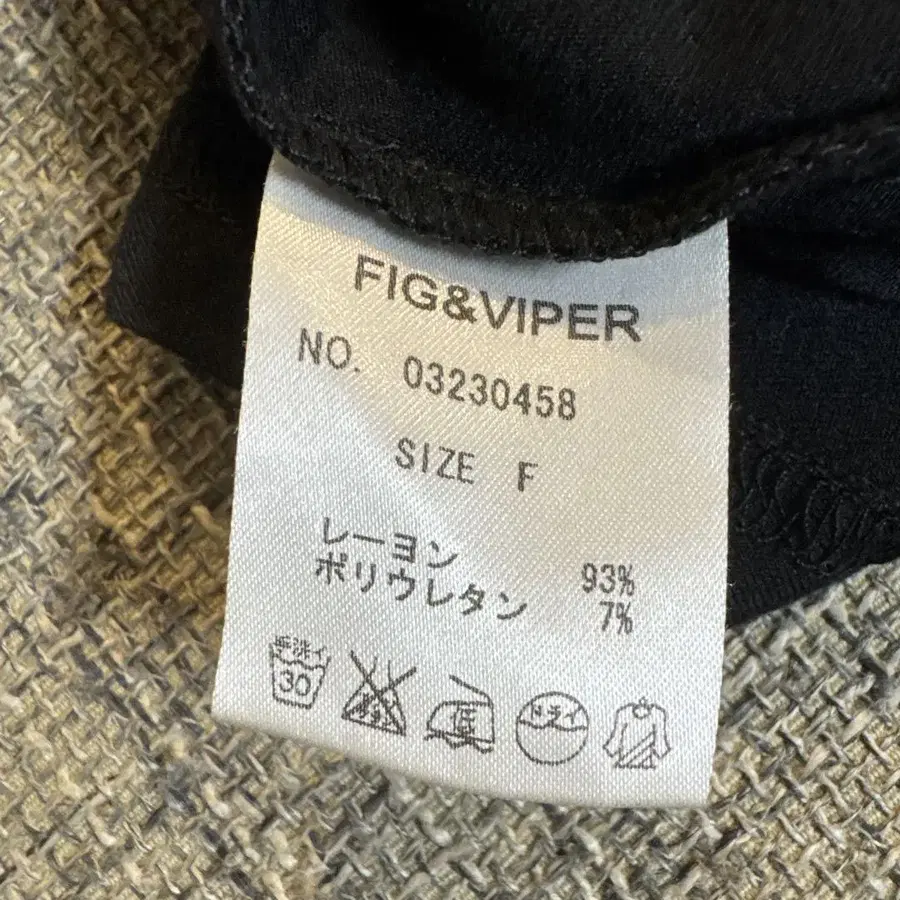 FIG&VIPER
NO. 03230458
SIZE F
レーヨン 93%
ポリウレタン 7%
手洗イ 30 低 ドライ